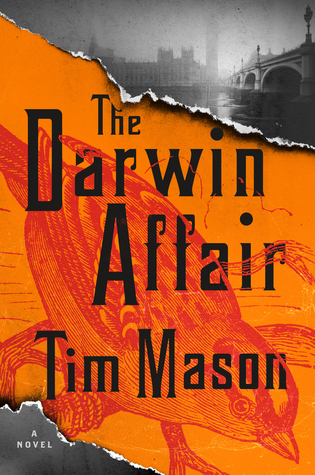 The
Darwin
Affair
Tim Mason
A
NOVEL